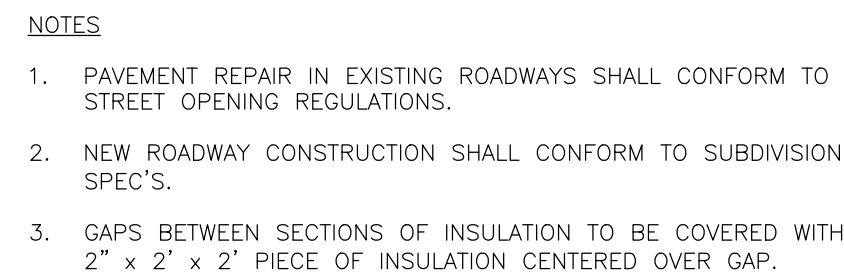 NOTES
1. PAVEMENT REPAIR IN EXISTING ROADWAYS SHALL CONFORM TO
STREET OPENING REGULATIONS.
2. NEW ROADWAY CONSTRUCTION SHALL CONFORM TO SUBDIVISION
SPEC'S.
3. GAPS BETWEEN SECTIONS OF INSULATION TO BE COVERED WITH
2" x 2' x 2' PIECE OF INSULATION CENTERED OVER GAP.